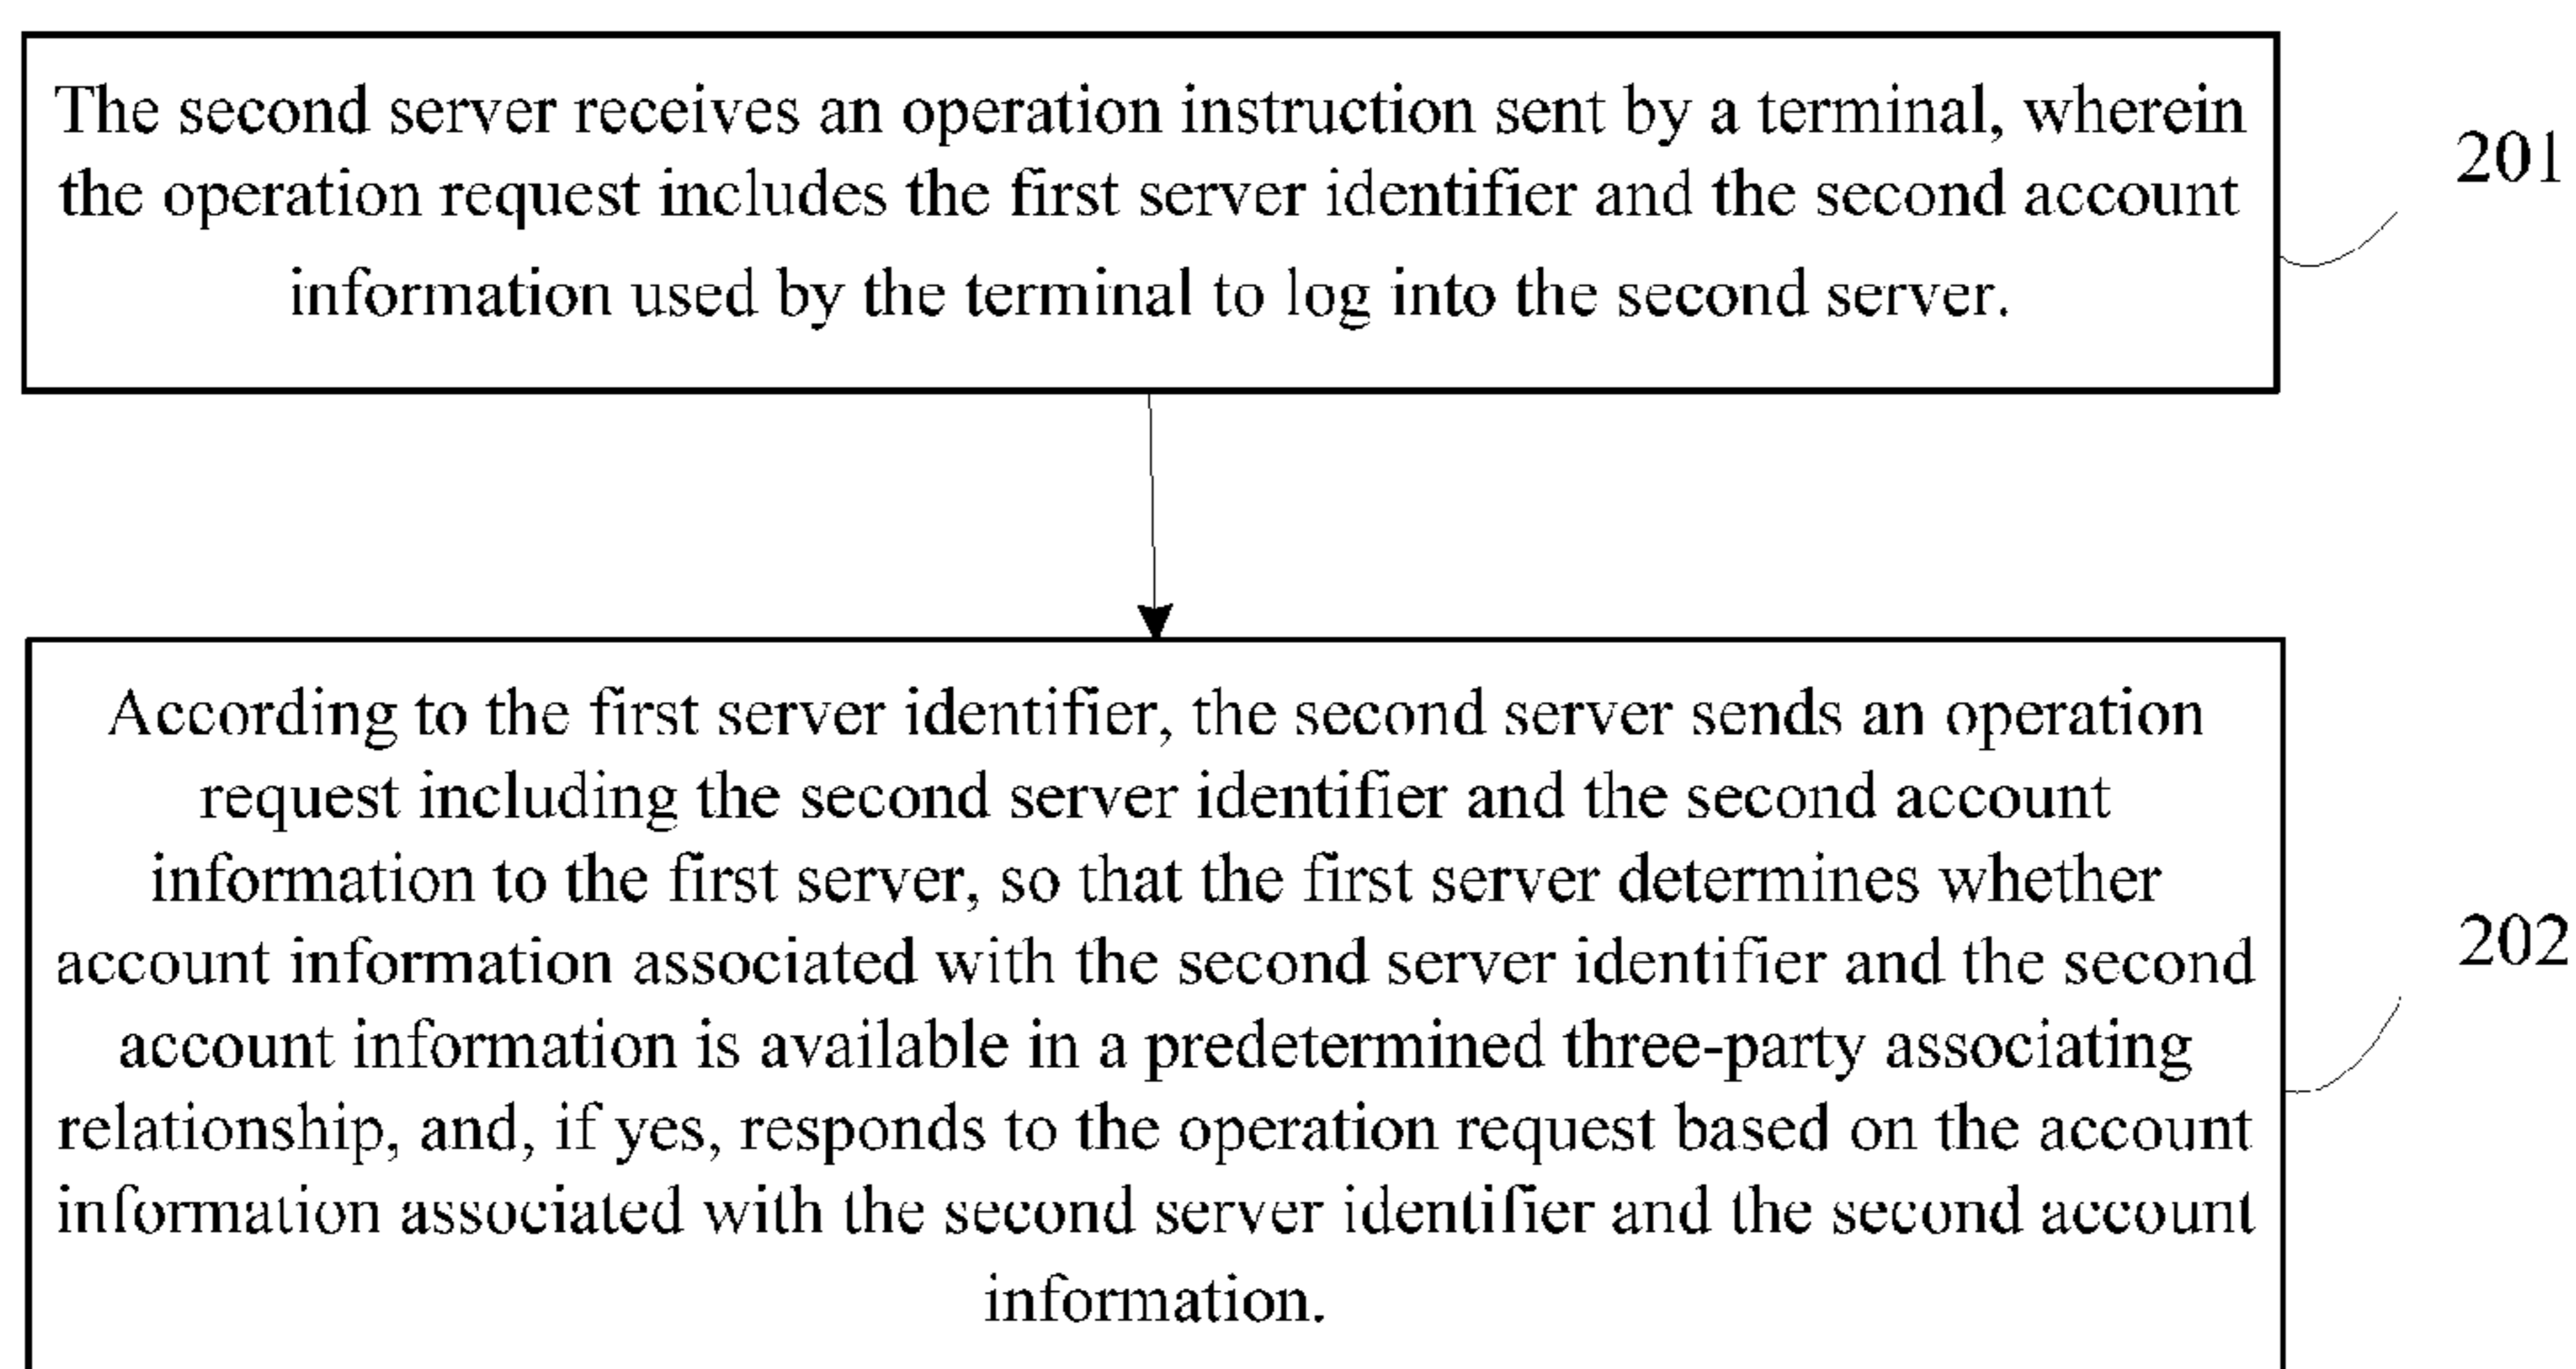 The second server receives an operation instruction sent by a terminal, wherein
the operation request includes the first server identifier and the second account
information used by the terminal to log into the second server.
201
According to the first server identifier, the second server sends an operation
request including the second server identifier and the second account
information to the first server, so that the first server determines whether
account information associated with the second server identifier and the second
account information is available in a predetermined three-party associating
relationship, and, if yes, responds to the operation request based on the account
information associated with the second server identifier and the second account
information.
202